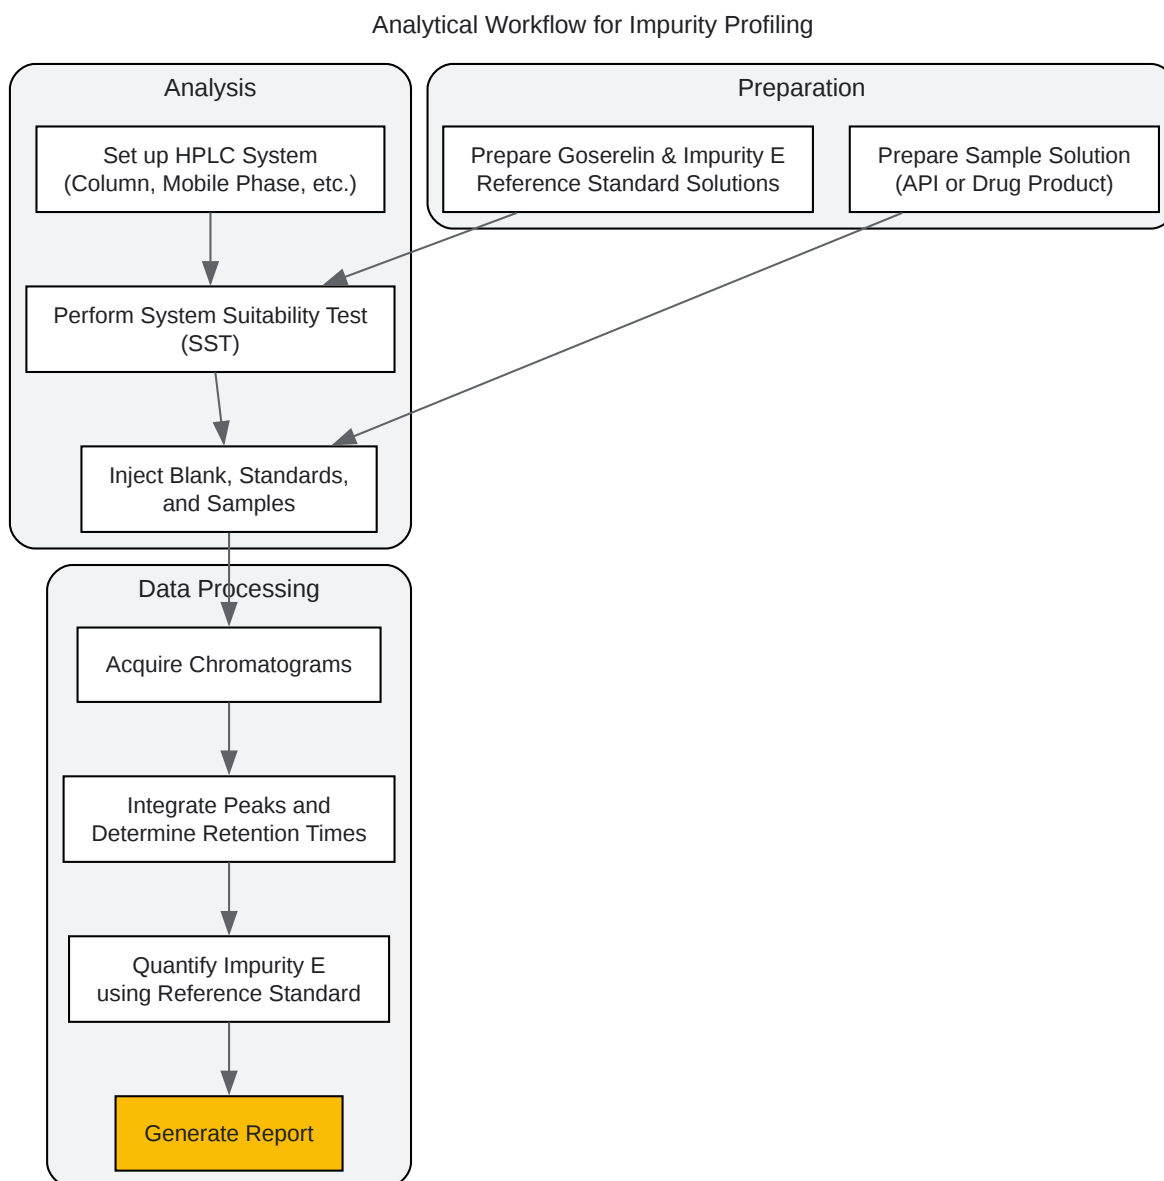 Analytical Workflow for Impurity Profiling
Analysis
Set up HPLC System
(Column, Mobile Phase, etc.)
Perform System Suitability Test
(SST)
Inject Blank, Standards,
and Samples
Preparation
Prepare Goserelin & Impurity E
Reference Standard Solutions
Prepare Sample Solution
(API or Drug Product)
Data Processing
Acquire Chromatograms
Integrate Peaks and
Determine Retention Times
Quantify Impurity E
using Reference Standard
Generate Report